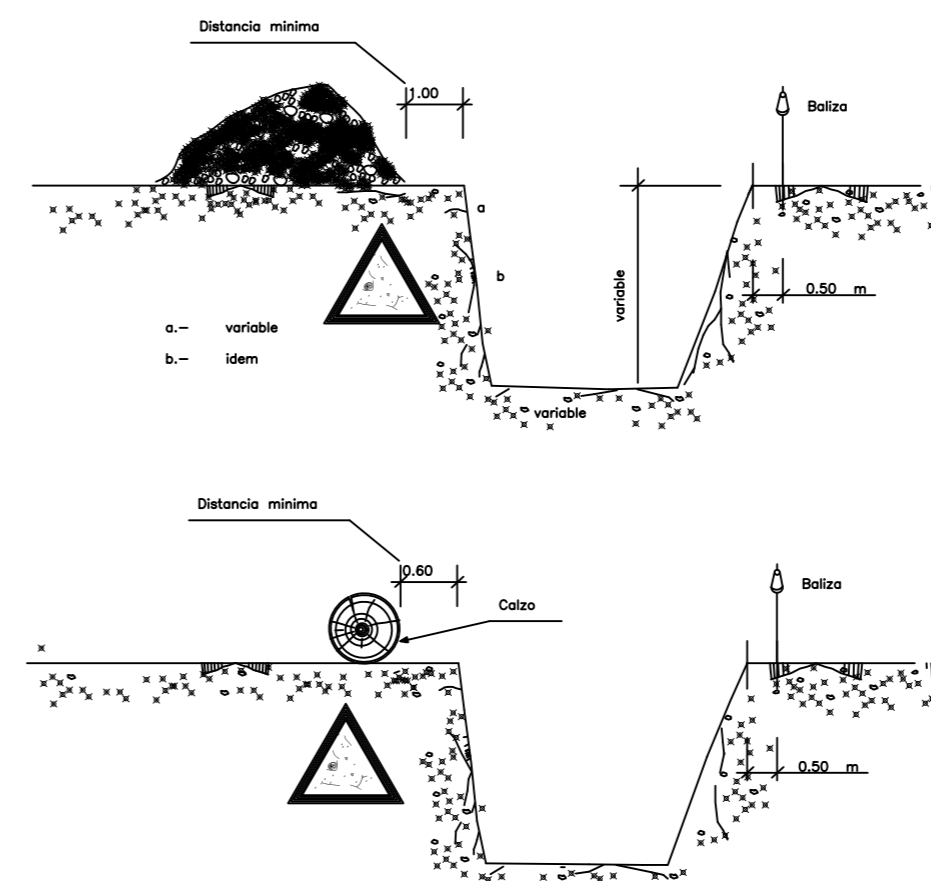 Distancia minima
1.00
Baliza
a
b
variable
0.50 m
a.- variable
b.- idem
variable
Distancia minima
0.60
Baliza
Calzo
0.50 m